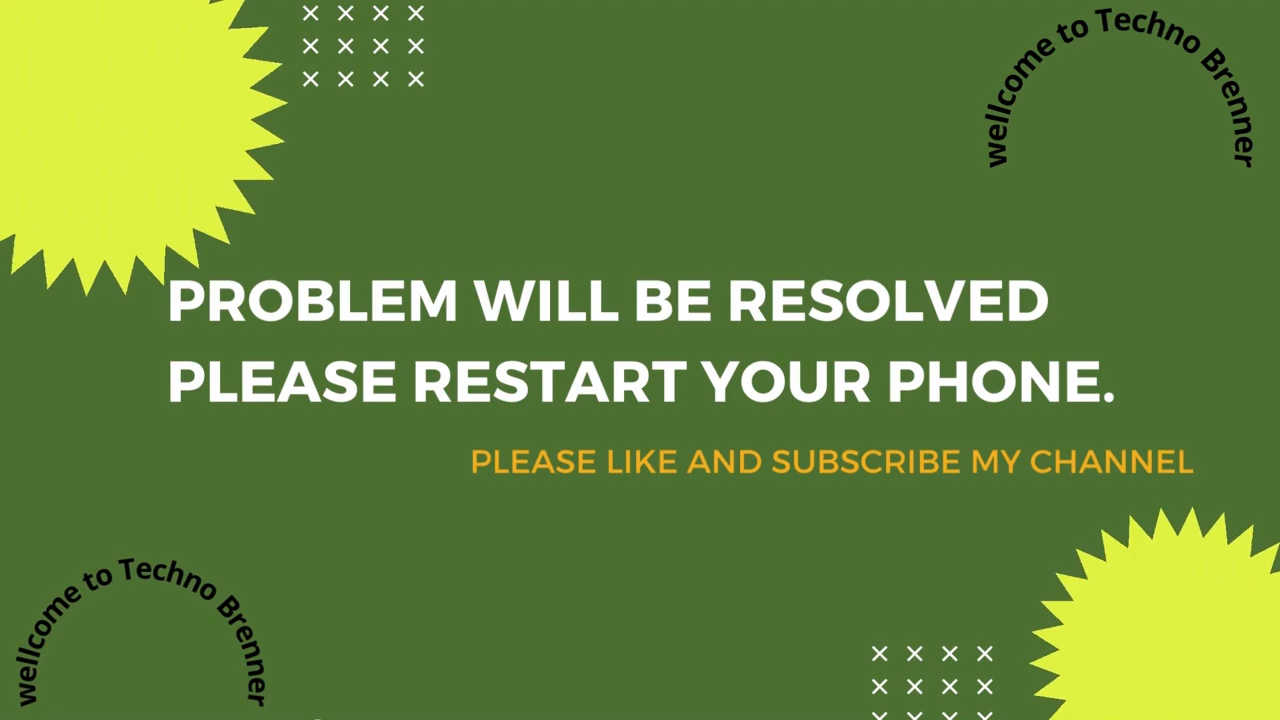 wellcome to Techno Brenner
PROBLEM WILL BE RESOLVED
PLEASE RESTART YOUR PHONE.
PLEASE LIKE AND SUBSCRIBE MY CHANNEL
wellcome to Techno Brenner